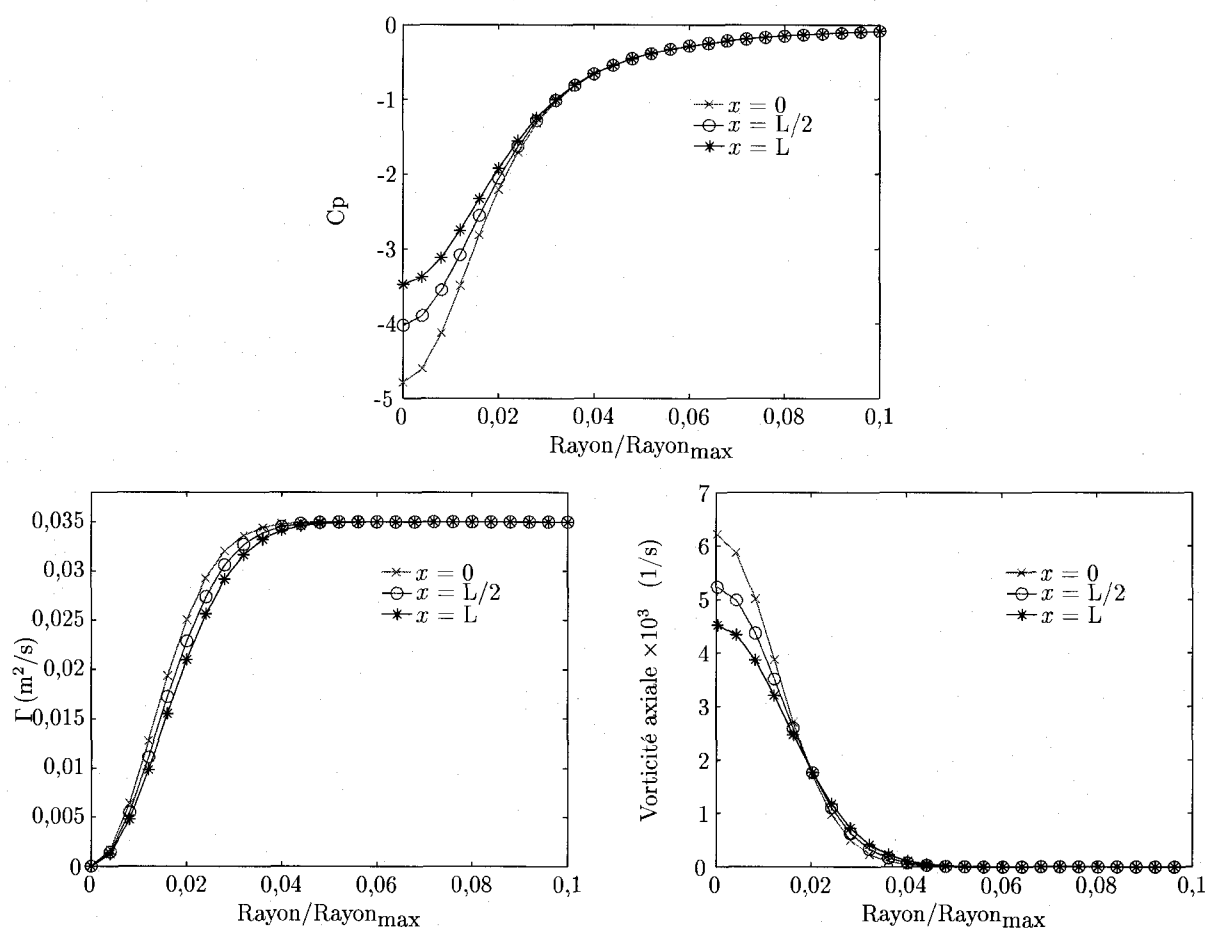 0
-1
-2
-3
-4
-5
Cp
x = 0
x = L/2
x = L
0
0,02
0,04
0,06
0,08
0,1
Rayon/Rayonmax
0,035
0,03
0,025
0,02
0,015
0,01
0,005
0
Γ (m²/s)
x = 0
x = L/2
x = L
0
0,02
0,04
0,06
0,08
0,1
Rayon/Rayonmax
7
6
5
4
3
2
1
0
Vorticité axiale ×10³ (1/s)
x = 0
x = L/2
x = L
0
0,02
0,04
0,06
0,08
0,1
Rayon/Rayonmax